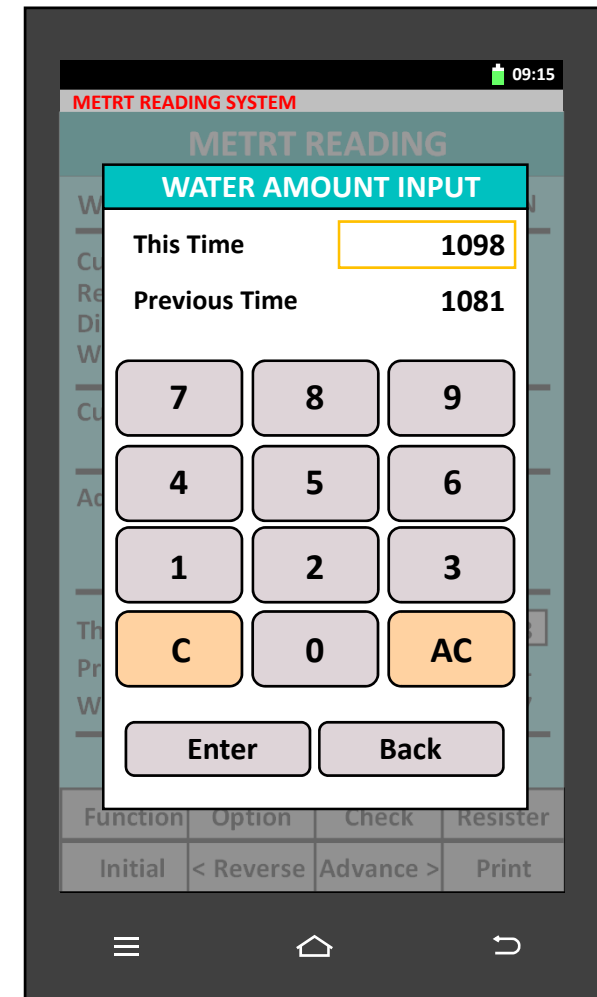 09:15
METRT READING SYSTEM
METRT READING
WATER AMOUNT INPUT
This Time 1098
Previous Time 1081
7 8 9
4 5 6
1 2 3
C 0 AC
Enter Back
Function Option Check Resister
Initial < Reverse Advance > Print